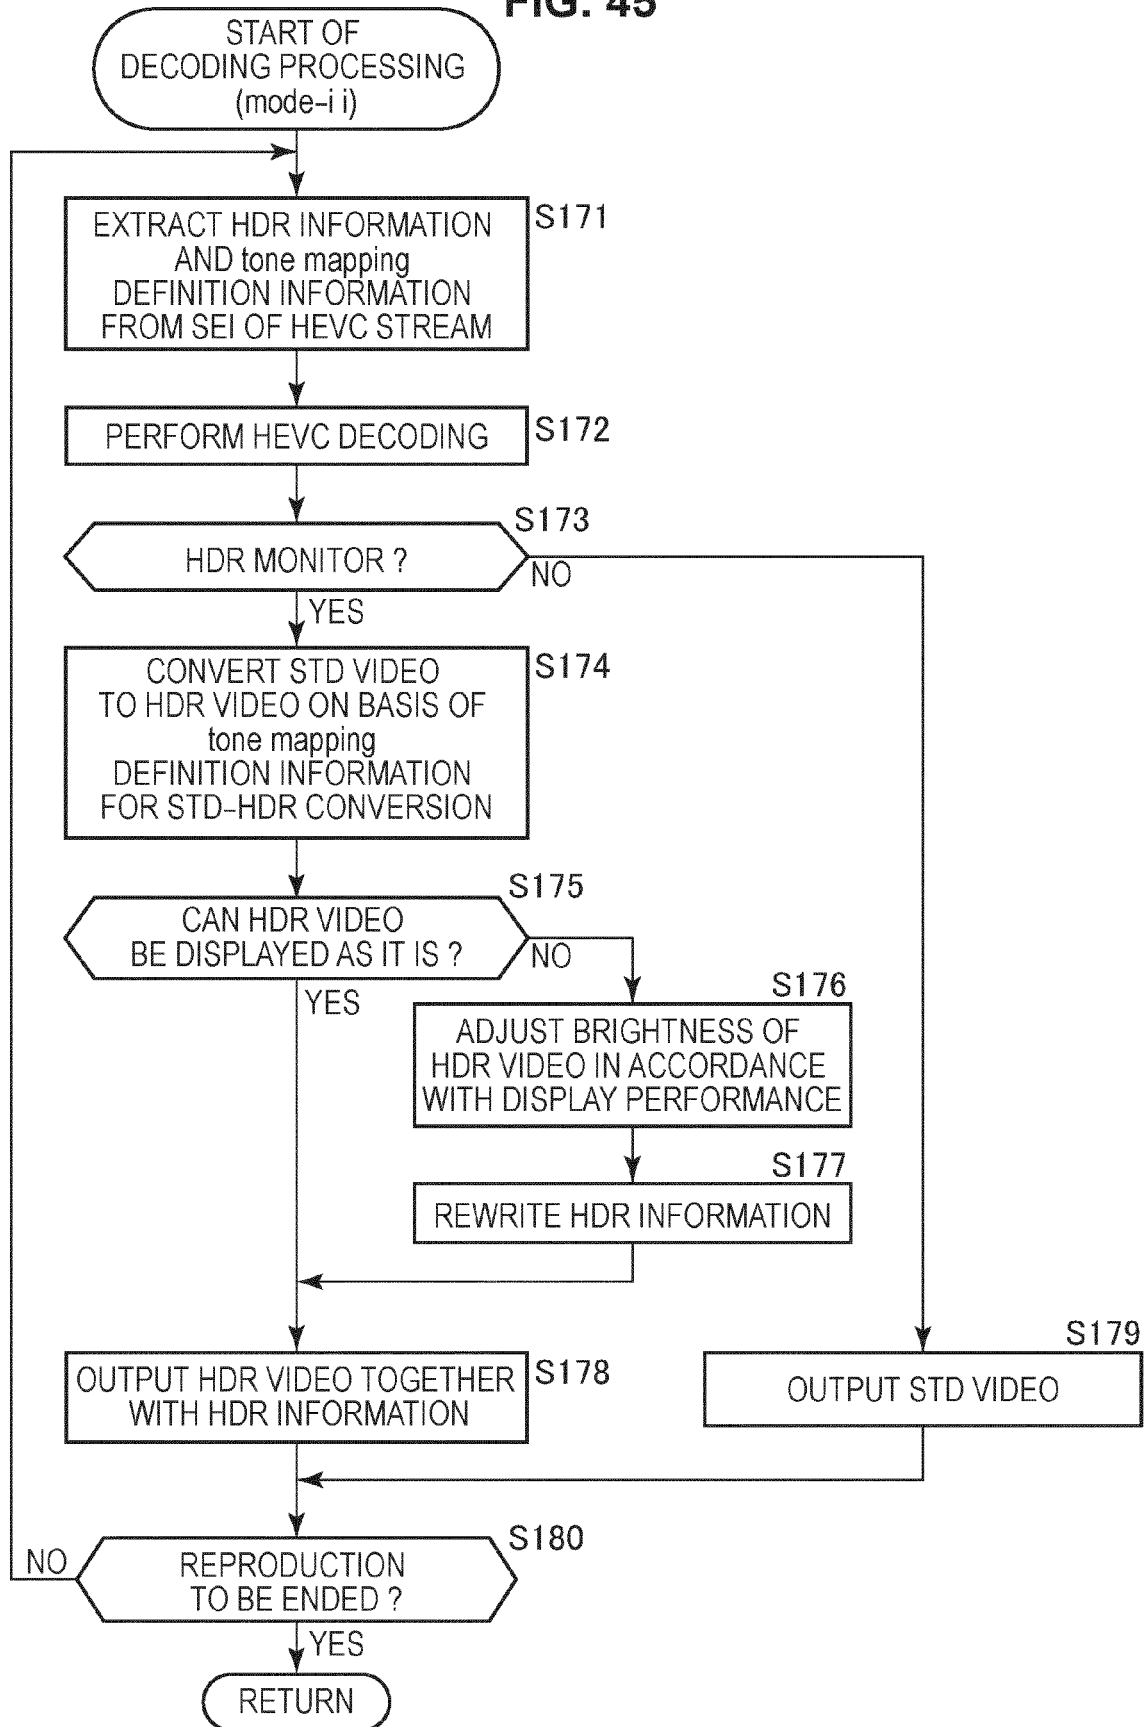 FIG. 45
START OF
DECODING PROCESSING
(mode-ii)
EXTRACT HDR INFORMATION
AND tone mapping
DEFINITION INFORMATION
FROM SEI OF HEVC STREAM
S171
PERFORM HEVC DECODING
S172
S173
HDR MONITOR ?
NO
YES
CONVERT STD VIDEO
TO HDR VIDEO ON BASIS OF
tone mapping
DEFINITION INFORMATION
FOR STD-HDR CONVERSION
S174
S175
CAN HDR VIDEO
BE DISPLAYED AS IT IS ?
NO
YES
S176
ADJUST BRIGHTNESS OF
HDR VIDEO IN ACCORDANCE
WITH DISPLAY PERFORMANCE
S177
REWRITE HDR INFORMATION
OUTPUT HDR VIDEO TOGETHER
WITH HDR INFORMATION
S178
S179
OUTPUT STD VIDEO
S180
REPRODUCTION
TO BE ENDED ?
NO
YES
RETURN